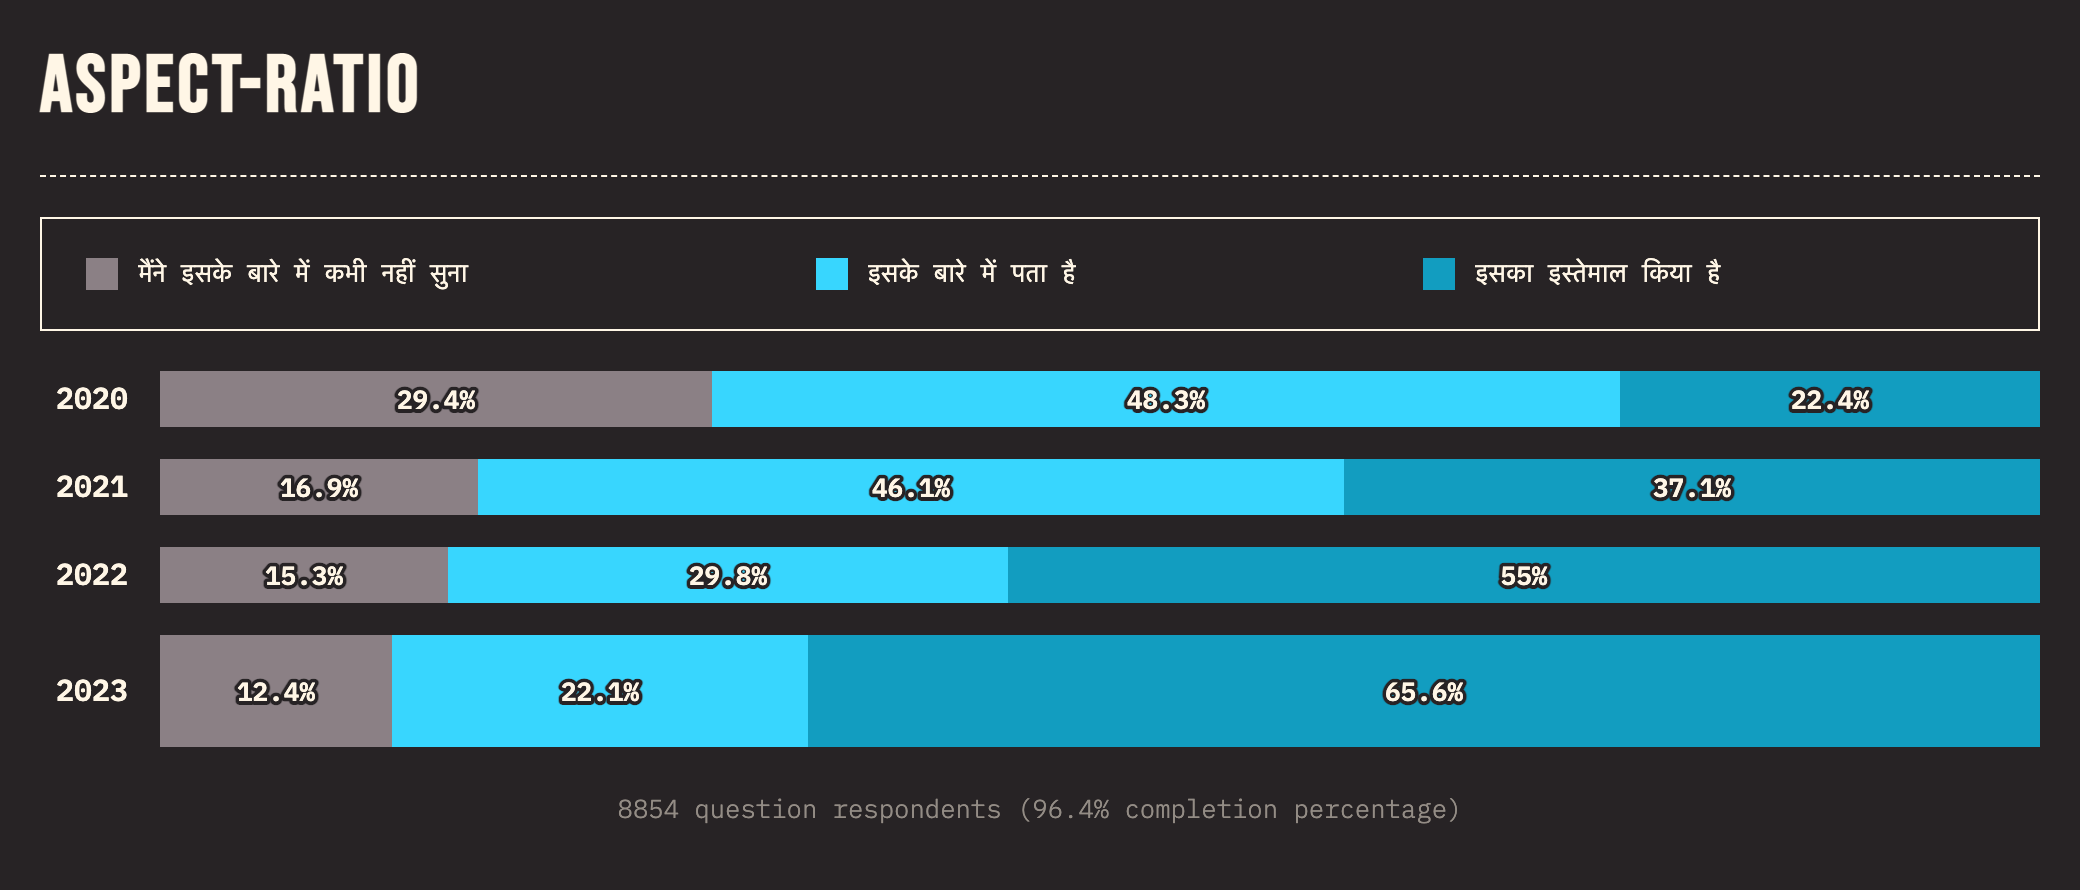 ASPECT-RATIO
मैंने इसके बारे में कभी नहीं सुना इसके बारे में पता है इसका इस्तेमाल किया है
2020 29.4% 48.3% 22.4%
2021 16.9% 46.1% 37.1%
2022 15.3% 29.8% 55%
2023 12.4% 22.1% 65.6%
8854 question respondents (96.4% completion percentage)